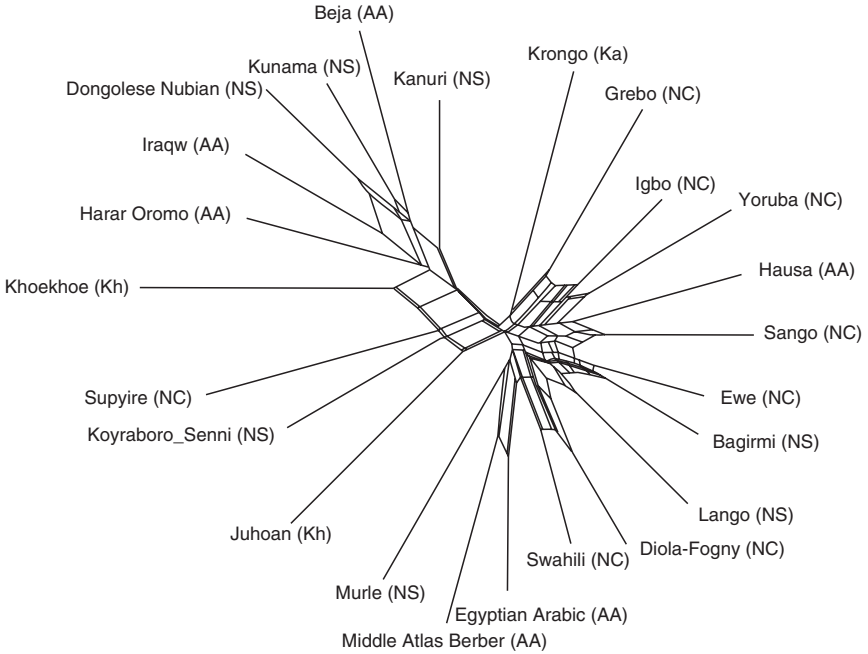 Beja (AA)
Krongo (Ka)
Kunama (NS)
Kanuri (NS)
Dongolese Nubian (NS)
Grebo (NC)
Iraqw (AA)
Igbo (NC)
Yoruba (NC)
Harar Oromo (AA)
Hausa (AA)
Khoekhoe (Kh)
Sango (NC)
Supyire (NC)
Ewe (NC)
Koyraboro_Senni (NS)
Bagirmi (NS)
Lango (NS)
Juhoan (Kh)
Diola-Fogny (NC)
Swahili (NC)
Murle (NS)
Egyptian Arabic (AA)
Middle Atlas Berber (AA)